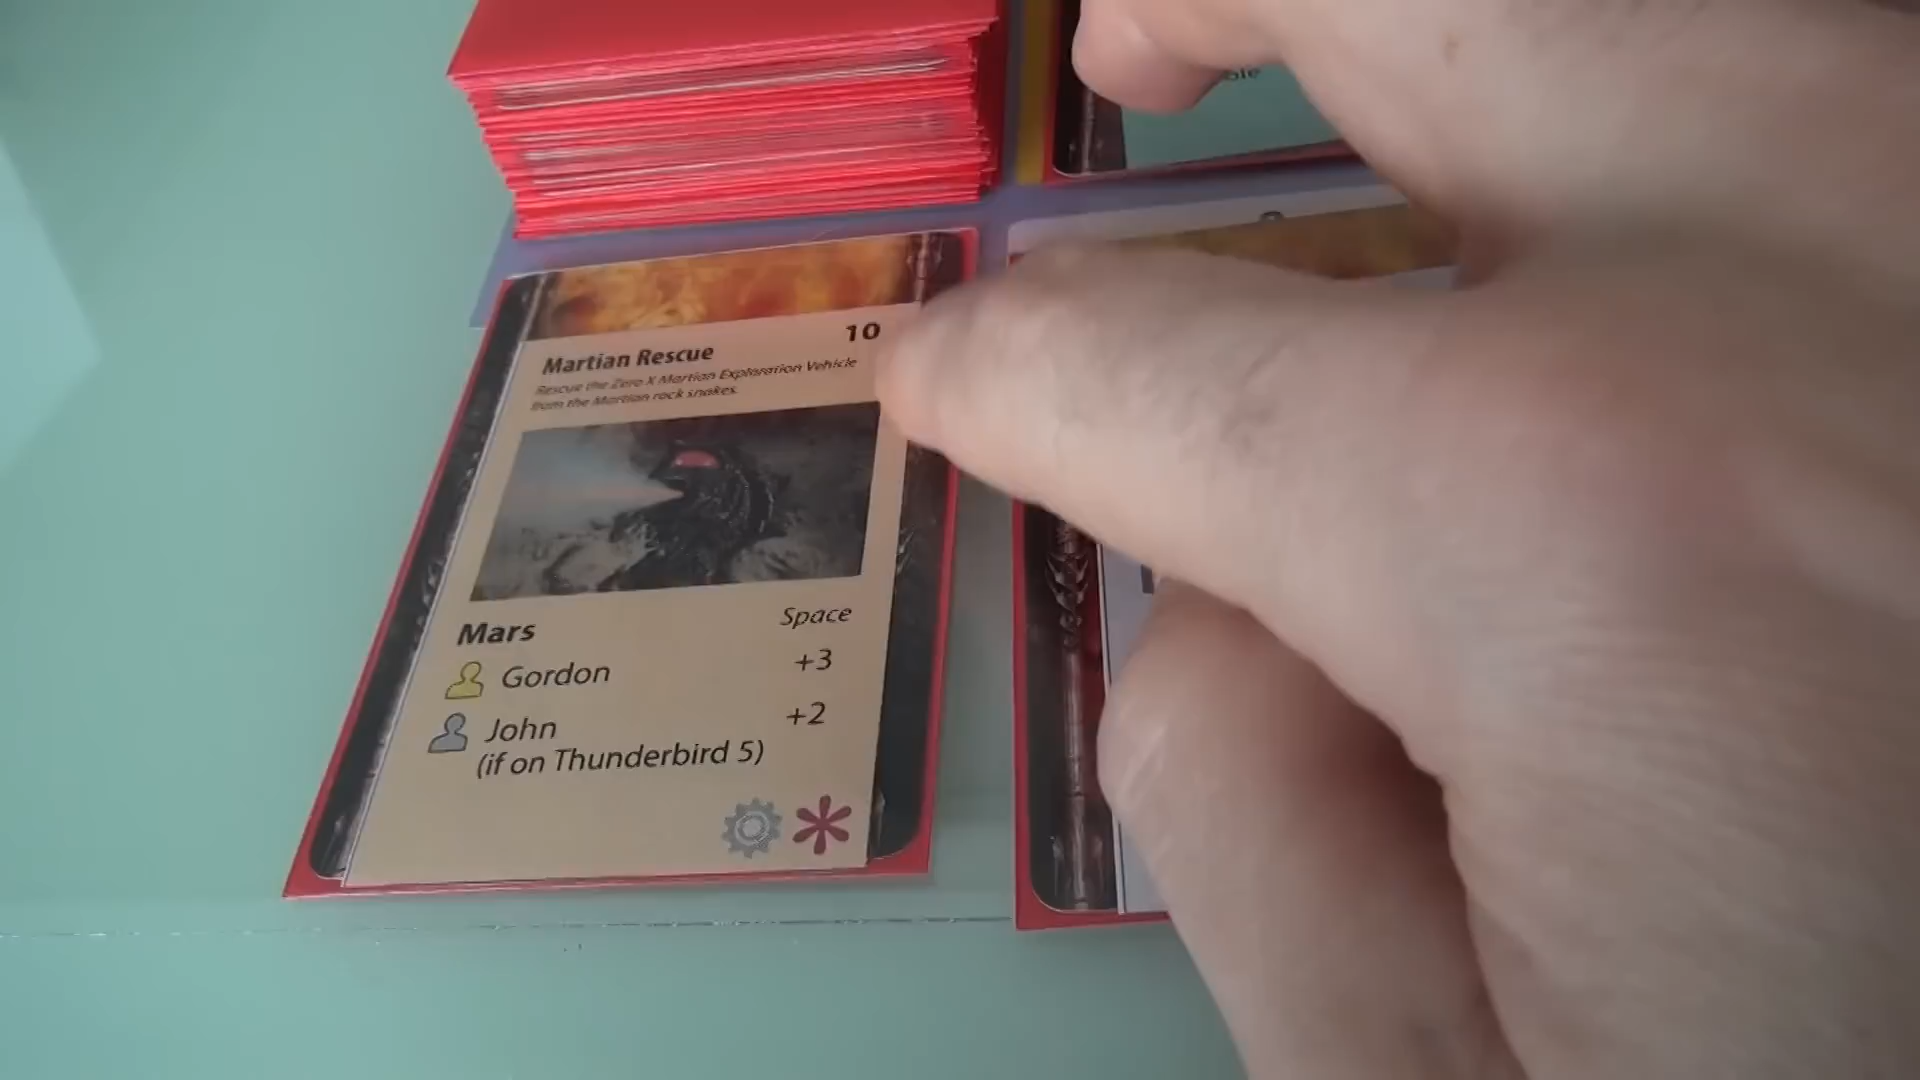 10
Martian Rescue
Rescue the Zero X Martian Exploration Vehicle
from the Martian rock snakes.
Space
Mars
Gordon +3
John +2
(if on Thunderbird 5)